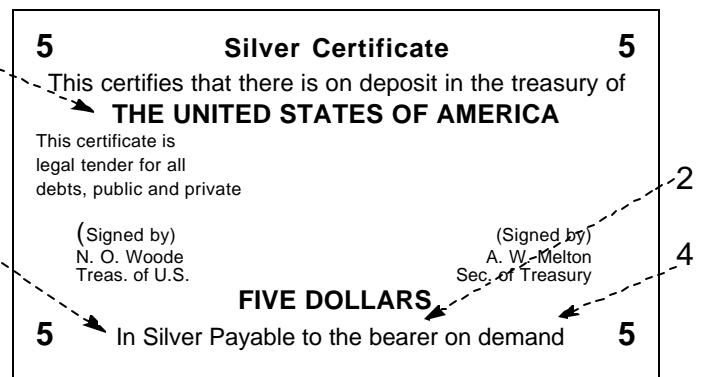 5 Silver Certificate 5
This certifies that there is on deposit in the treasury of
THE UNITED STATES OF AMERICA
This certificate is
legal tender for all
debts, public and private
2
(Signed by) (Signed by)
N. O. Woode A. W. Melton
Treas. of U.S. Sec. of Treasury
4
FIVE DOLLARS
5 In Silver Payable to the bearer on demand 5